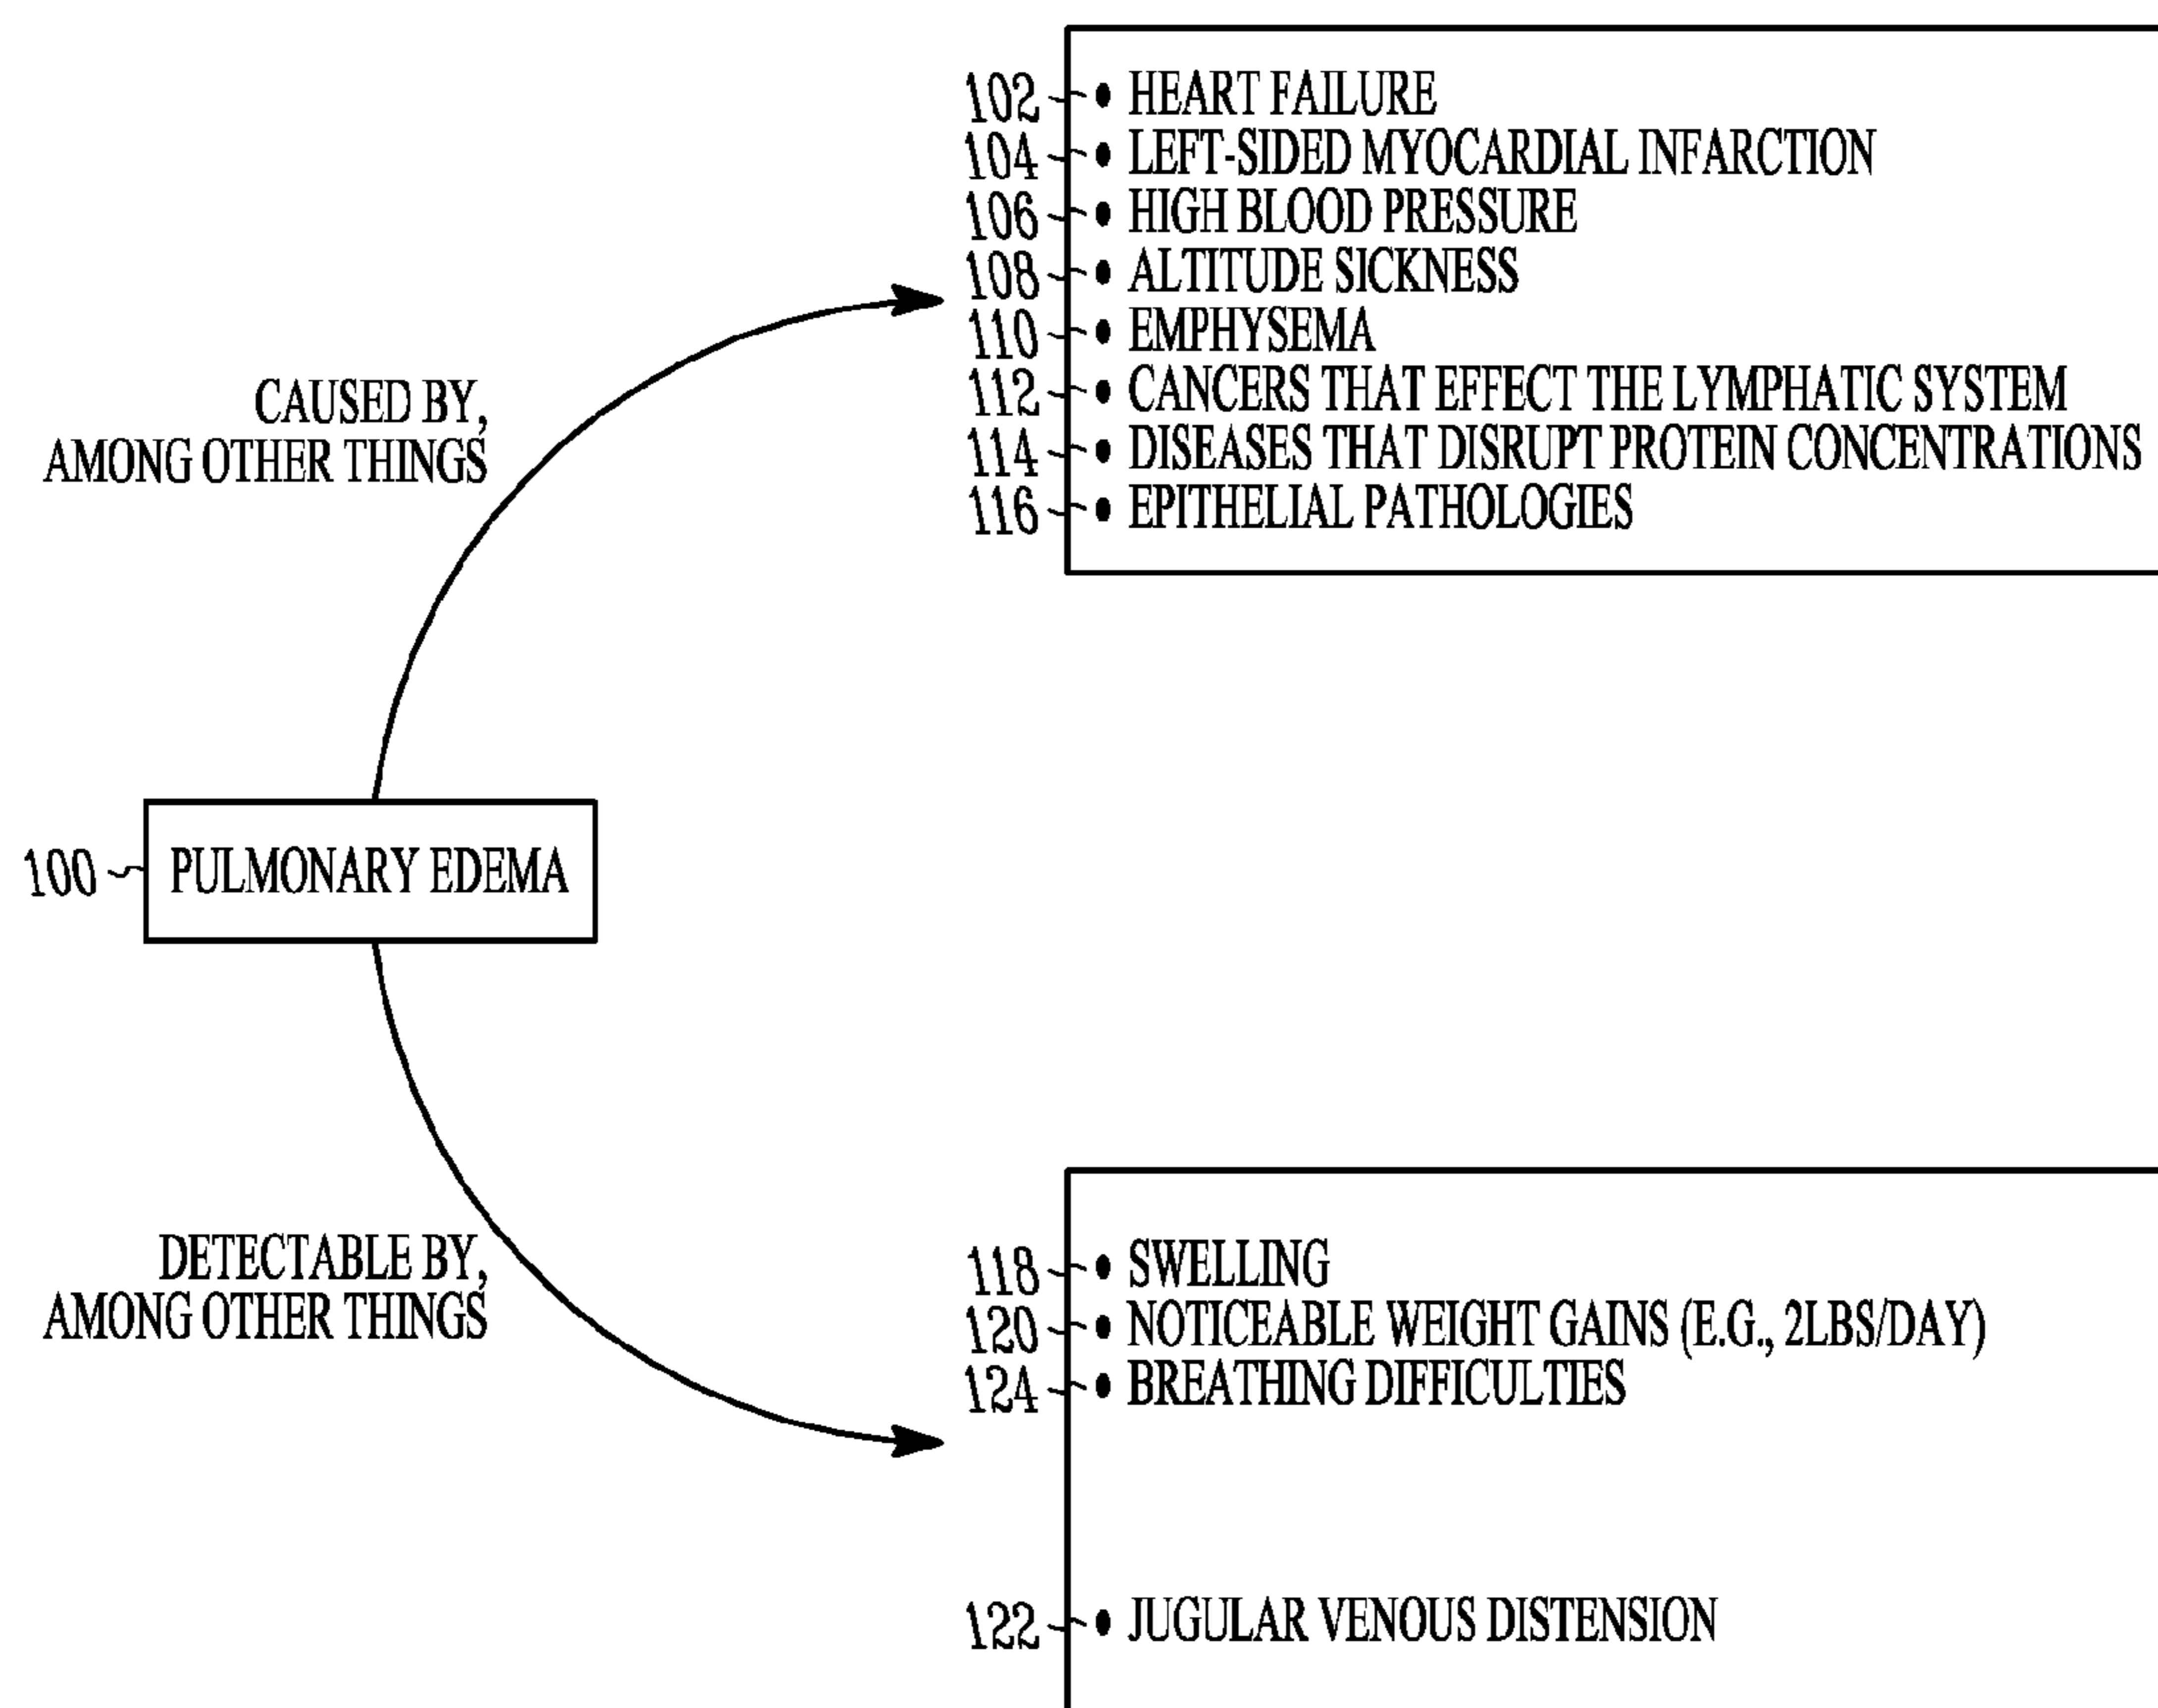 102 • HEART FAILURE
104 • LEFT-SIDED MYOCARDIAL INFARCTION
106 • HIGH BLOOD PRESSURE
108 • ALTITUDE SICKNESS
110 • EMPHYSEMA
112 • CANCERS THAT EFFECT THE LYMPHATIC SYSTEM
114 • DISEASES THAT DISRUPT PROTEIN CONCENTRATIONS
116 • EPITHELIAL PATHOLOGIES
CAUSED BY,
AMONG OTHER THINGS
100 PULMONARY EDEMA
DETECTABLE BY,
AMONG OTHER THINGS
118 • SWELLING
120 • NOTICEABLE WEIGHT GAINS (E.G., 2LBS/DAY)
124 • BREATHING DIFFICULTIES
122 • JUGULAR VENOUS DISTENSION